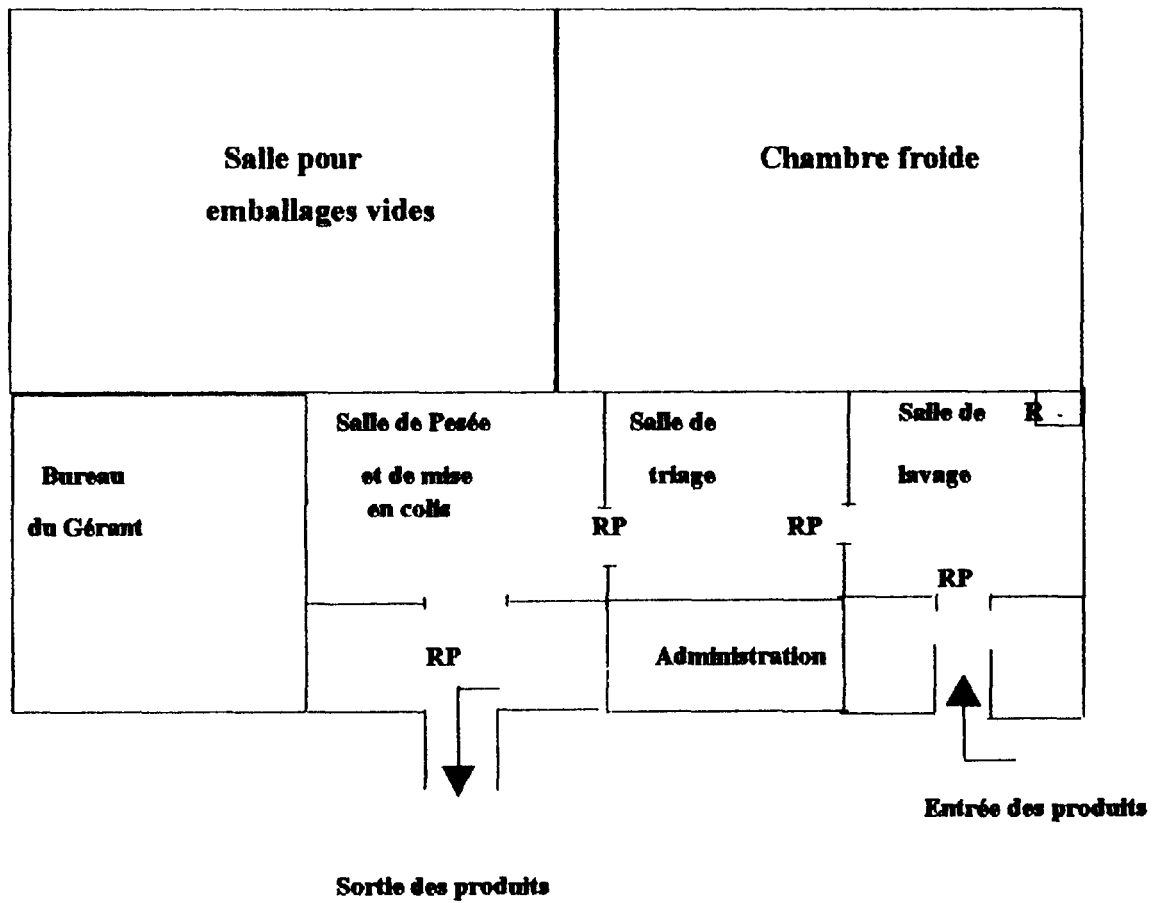 Salle pour
emballages vides
Chambre froide
Bureau
du Gérant
Salle de Pesée
et de mise
en colis
Salle de
triage
Salle de
lavage
R
RP
RP
RP
RP
Administration
Entrée des produits
Sortie des produits